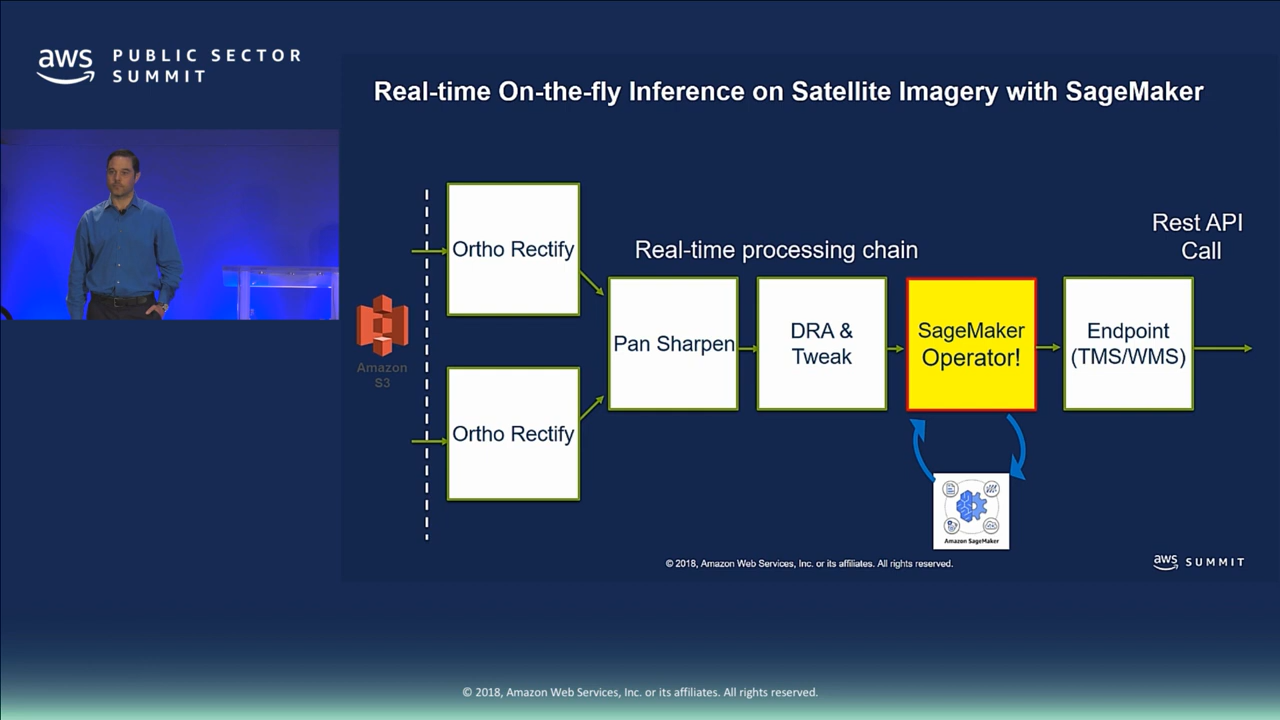 aws
PUBLIC SECTOR
SUMMIT
Real-time On-the-fly Inference on Satellite Imagery with SageMaker
Amazon
S3
Ortho Rectify
Ortho Rectify
Real-time processing chain
Pan Sharpen
DRA &
Tweak
SageMaker
Operator!
Endpoint
(TMS/WMS)
Rest API
Call
Amazon SageMaker
© 2018, Amazon Web Services, Inc. or its affiliates. All rights reserved.
aws SUMMIT
© 2018, Amazon Web Services, Inc. or its affiliates. All rights reserved.